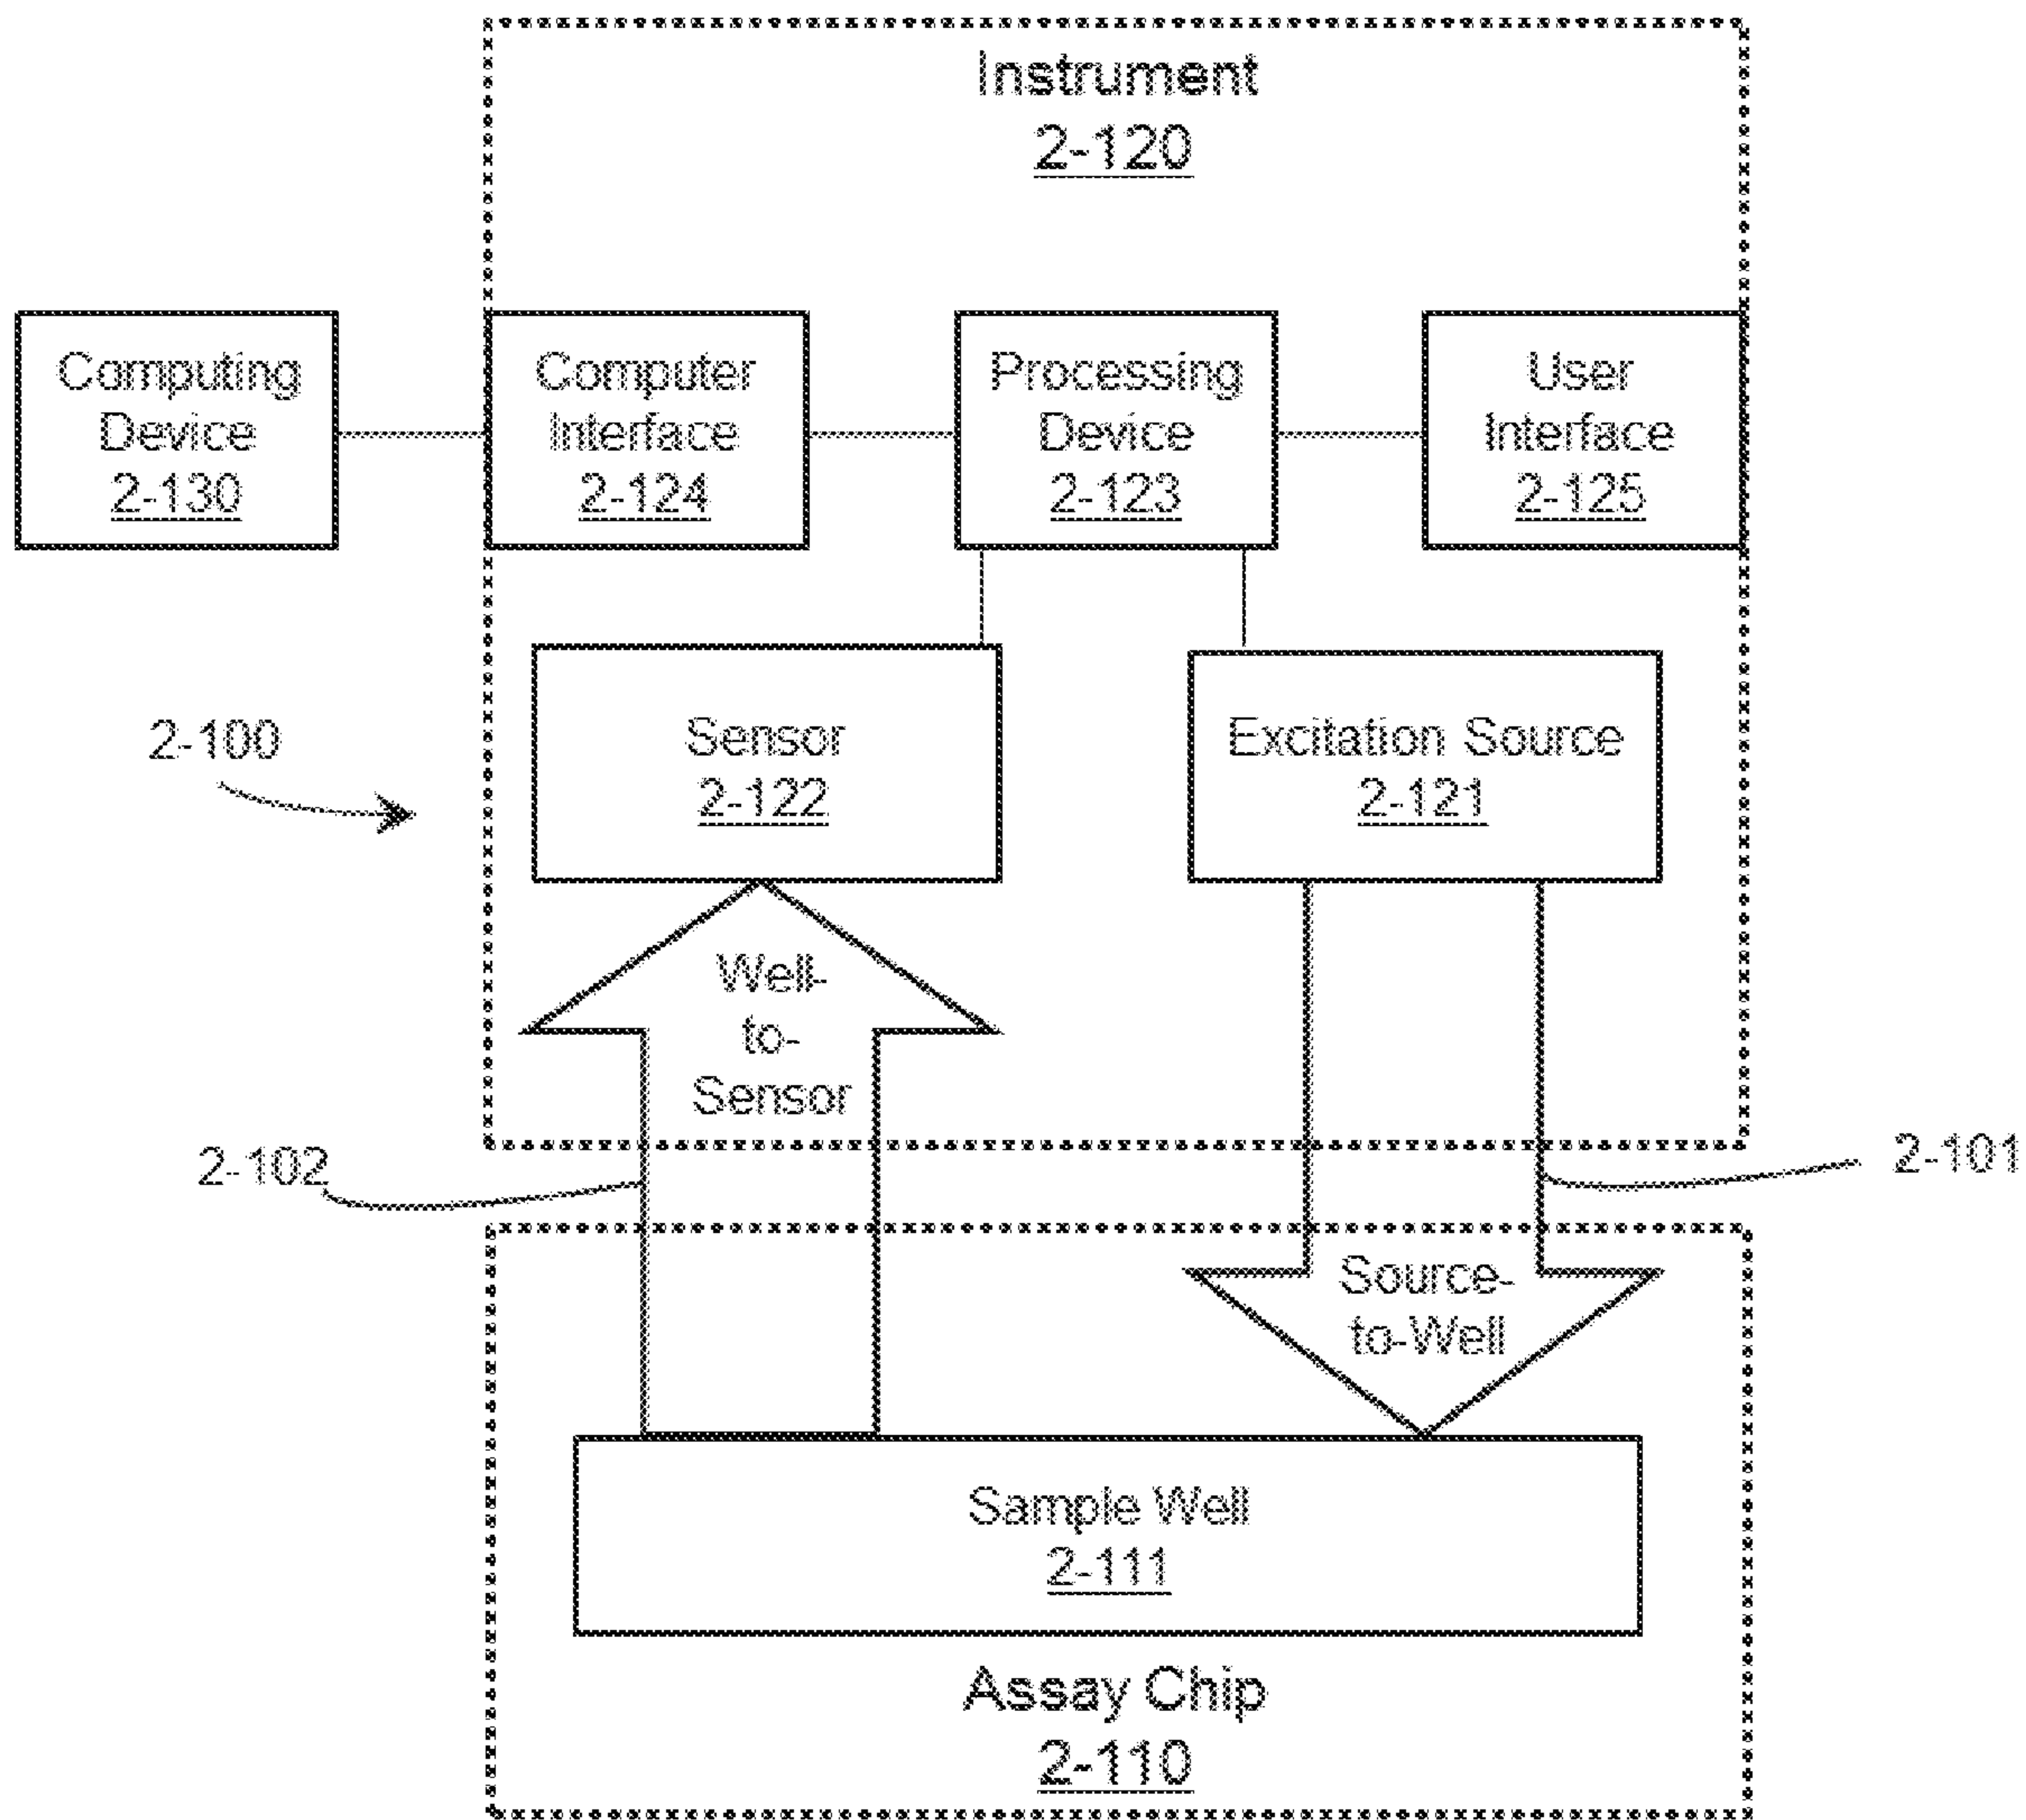 Instrument
2-120
Computing
Device
2-130
Computer
Interface
2-124
Processing
Device
2-123
User
Interface
2-125
2-100
Sensor
2-122
Excitation Source
2-121
Well-
to-
Sensor
2-102
2-101
Source-
to-Well
Sample Well
2-111
Assay Chip
2-110